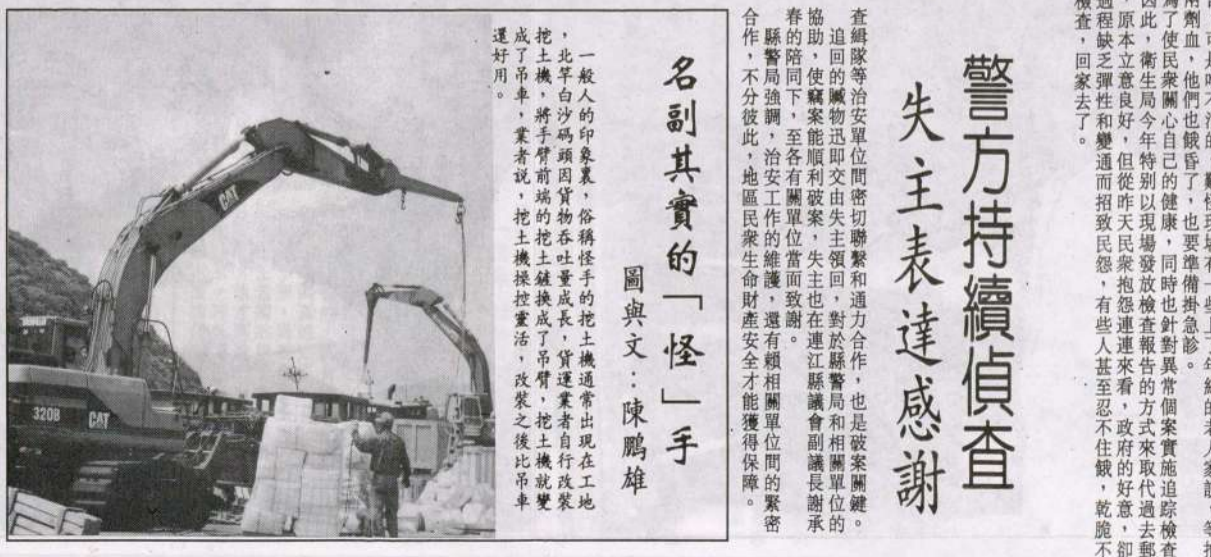 劑血，他們也餓昏了，也要準備掛急診。
為了使民眾關心自己的健康，同時也針對異常個案實施追踪檢查
因此，衛生局今年特別以現場發放檢查報告的方式來取代過去郵
，原本立意良好，但從昨天民眾抱怨連連來看，政府的好意，卻
過程缺乏彈性和變通而招致民怨，有些人甚至忍不住餓，乾脆不
檢查，回家去了。
警方持續偵查
失主表達感謝
查緝隊等治安單位間密切聯繫和通力合作，也是破案關鍵。
追回的贓物迅即交由失主領回，對於縣警局和相關單位的
協助，使竊案能順利破案，失主也在連江縣議會副議長謝承
春的陪同下，至各有關單位當面致謝。
縣警局強調，治安工作的維護，還有賴相關單位間的緊密
合作，不分彼此，地區民眾生命財產安全才能獲得保障。
名副其實的「怪」手
圖與文：陳鵬雄
一般人的印象裏，俗稱怪手的挖土機通常出現在工地
，北竿白沙碼頭因貨物吞吐量成長，貨運業者自行改裝
挖土機，將手臂前端的挖土鏟換成了吊臂，挖土機就變
成了吊車，業者說，挖土機操控靈活，改裝之後比吊車
還好用。
CAT
320B
CAT